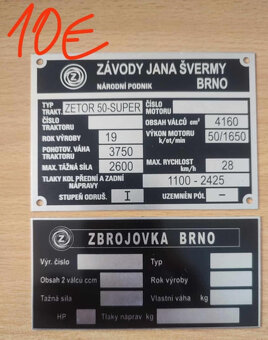 10€
Z ZÁVODY JANA ŠVERMY
NÁRODNÍ PODNIK BRNO
TYP TRAKT. ZETOR 50-SUPER ČÍSLO MOTORU
ČÍSLO TRAKTORU OBSAH VÁLCŮ cm³ 4160
ROK VÝROBY 19 VÝKON MOTORU k/ot/min 50/1650
POHOTOV. VÁHA kg 3750
MAX. TAŽNÁ SÍLA kg 2600 MAX. RYCHLOST km/h 28
TLAKY KOL PŘEDNÍ A ZADNÍ NÁPRAVY 1100 - 2425
STUPEŇ ODRUŠ. I UZEMNĚN PÓL -
Z ZBROJOVKA BRNO
Výr. číslo Typ
Obsah 2 válců ccm Rok výroby
Tažná síla Vlastní váha kg
HP Tlaky náprav kg